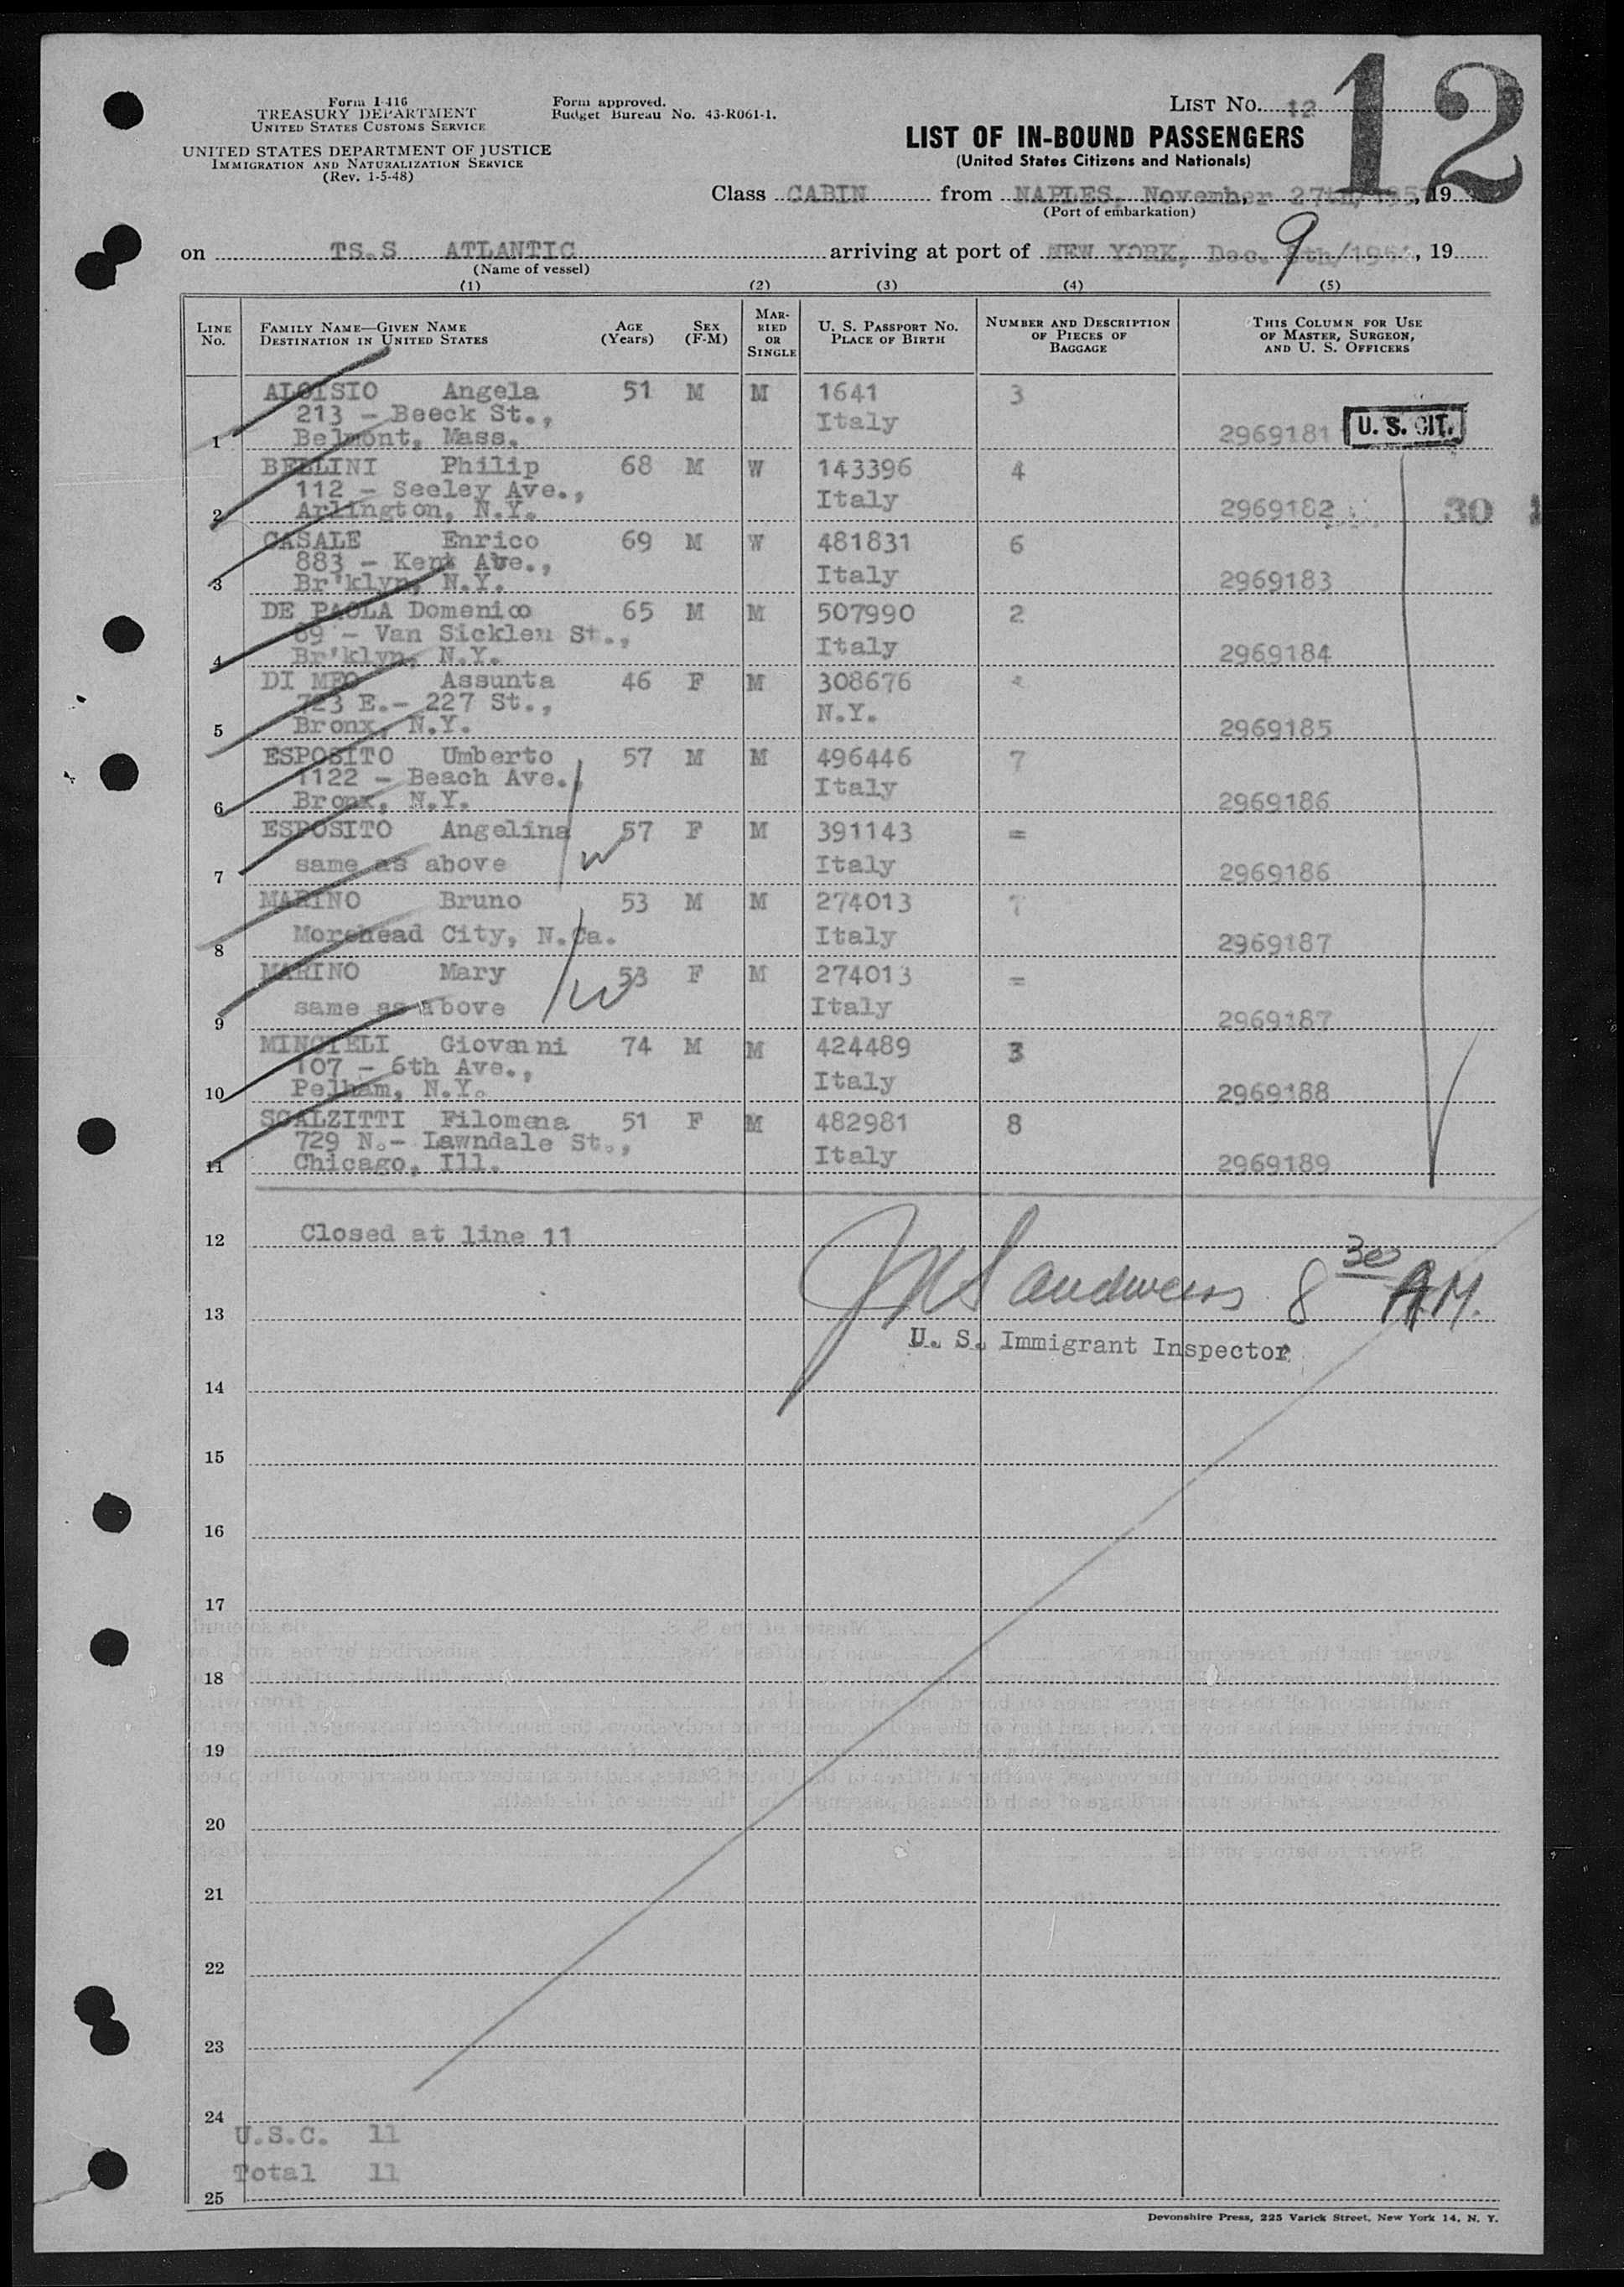 12
Form I-416
TREASURY DEPARTMENT
UNITED STATES CUSTOMS SERVICE
UNITED STATES DEPARTMENT OF JUSTICE
IMMIGRATION AND NATURALIZATION SERVICE
(Rev. 1-5-48)
Form approved.
Budget Bureau No. 43-R061-1.
LIST NO. 12
LIST OF IN-BOUND PASSENGERS
(United States Citizens and Nationals)
Class CABIN from NAPLES, November 27th/195 , 19
(Port of embarkation)
on TS.S ATLANTIC arriving at port of NEW YORK, Dec. 9 th/195 , 19
(Name of vessel)
(1) (2) (3) (4) (5)
LINE NO. FAMILY NAME—GIVEN NAME DESTINATION IN UNITED STATES AGE (Years) SEX (F-M) MARRIED OR SINGLE U. S. PASSPORT NO. PLACE OF BIRTH NUMBER AND DESCRIPTION OF PIECES OF BAGGAGE THIS COLUMN FOR USE OF MASTER, SURGEON, AND U. S. OFFICERS
ALOISIO Angela 51 M M 1641 3
213 - Beeck St., Italy
1 Belmont, Mass. 2969181 U. S. CIT.
BELLINI Philip 68 M W 143396 4
112 - Seeley Ave., Italy
2 Arlington, N.Y. 2969182 30
CASALE Enrico 69 M W 481831 6
883 - Kent Ave., Italy
3 Br'klyn, N.Y. 2969183
DE PAOLA Domenico 65 M M 507990 2
69 - Van Sicklen St., Italy
4 Br'klyn, N.Y. 2969184
DI MEO Assunta 46 F M 308676
723 E.- 227 St., N.Y.
5 Bronx, N.Y. 2969185
ESPOSITO Umberto 57 M M 496446 7
1122 - Beach Ave., Italy
6 Bronx, N.Y. 2969186
ESPOSITO Angelina 57 F M 391143 =
same as above W Italy
7 2969186
MARINO Bruno 53 M M 274013 7
Morehead City, N.Ca. Italy
8 2969187
MARINO Mary 53 F M 274013 =
same as above W Italy
9 2969187
MINCIELI Giovanni 74 M M 424489 3
107 - 6th Ave., Italy
10 Pelham, N.Y. 2969188
SCALZITTI Filomena 51 F M 482981 8
729 N.- Lawndale St., Italy
11 Chicago, Ill. 2969189
12 Closed at line 11
13 8 30 AM.
U. S. Immigrant Inspector
14
15
16
17
18
19
20
21
22
23
24
U.S.C. 11
Total 11
25
Devonshire Press, 225 Varick Street, New York 14, N. Y.